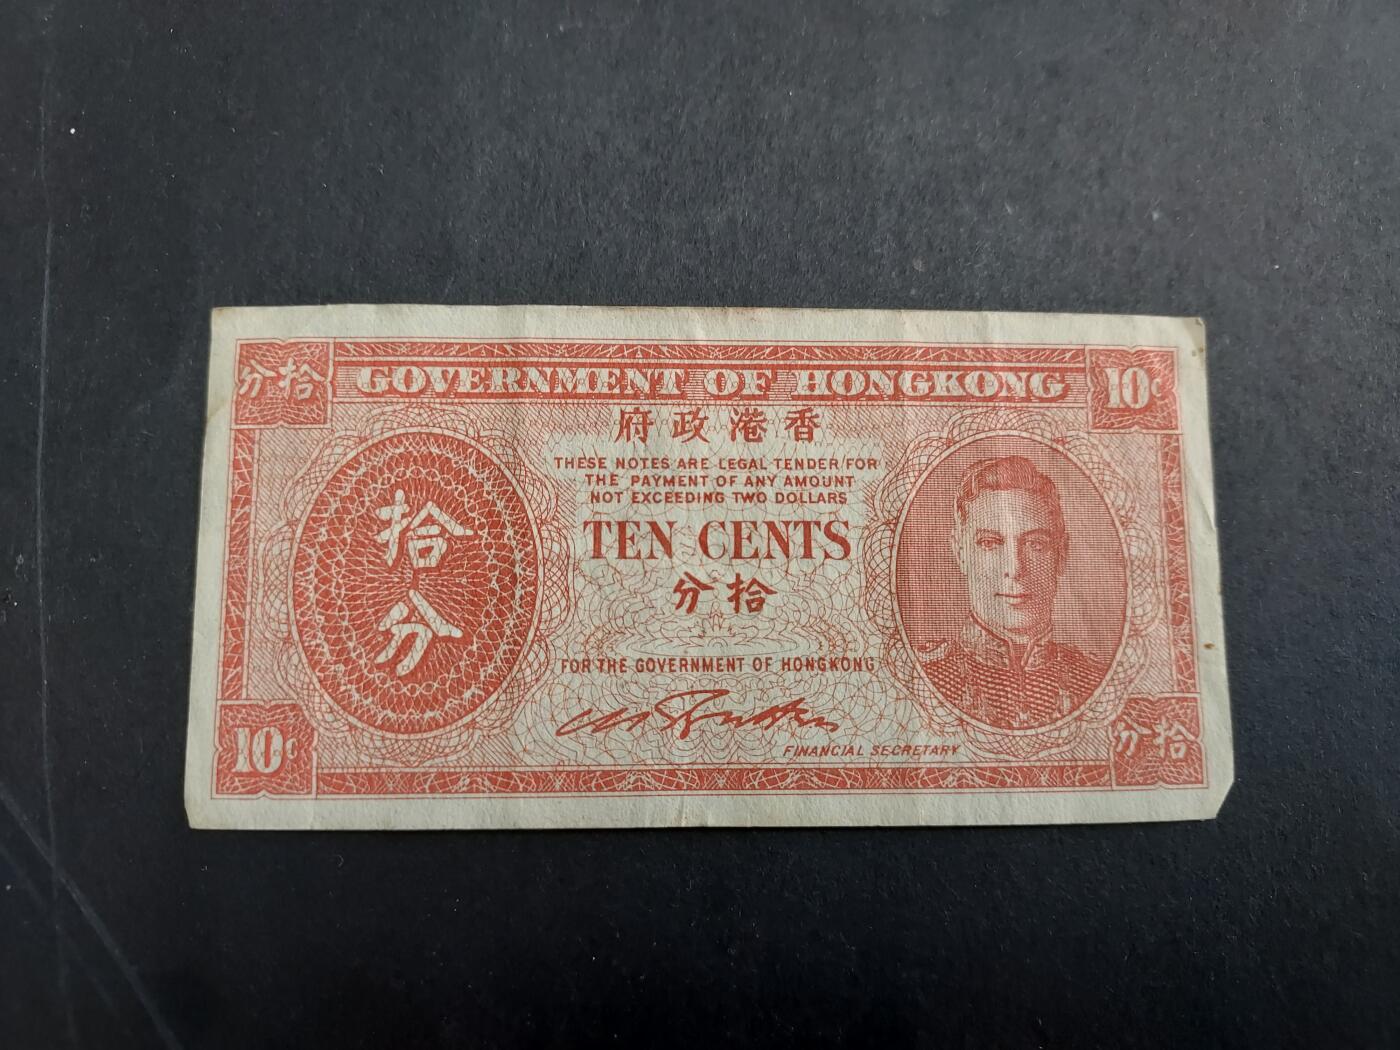 分拾
GOVERNMENT OF HONGKONG
10c
府政港香
THESE NOTES ARE LEGAL TENDER FOR
THE PAYMENT OF ANY AMOUNT
NOT EXCEEDING TWO DOLLARS
拾
分
TEN CENTS
分拾
FOR THE GOVERNMENT OF HONGKONG
FINANCIAL SECRETARY
10c
分拾